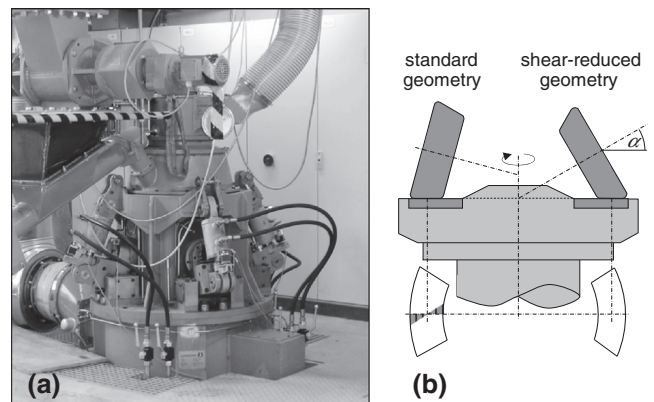 standard
geometry
shear-reduced
geometry
α
(a)
(b)